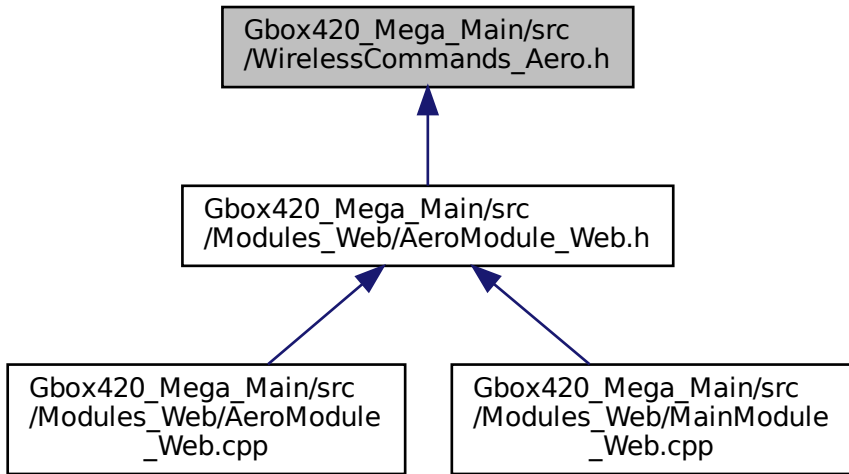 Gbox420_Mega_Main/src
/WirelessCommands_Aero.h
Gbox420_Mega_Main/src
/Modules_Web/AeroModule_Web.h
Gbox420_Mega_Main/src
/Modules_Web/AeroModule
_Web.cpp
Gbox420_Mega_Main/src
/Modules_Web/MainModule
_Web.cpp